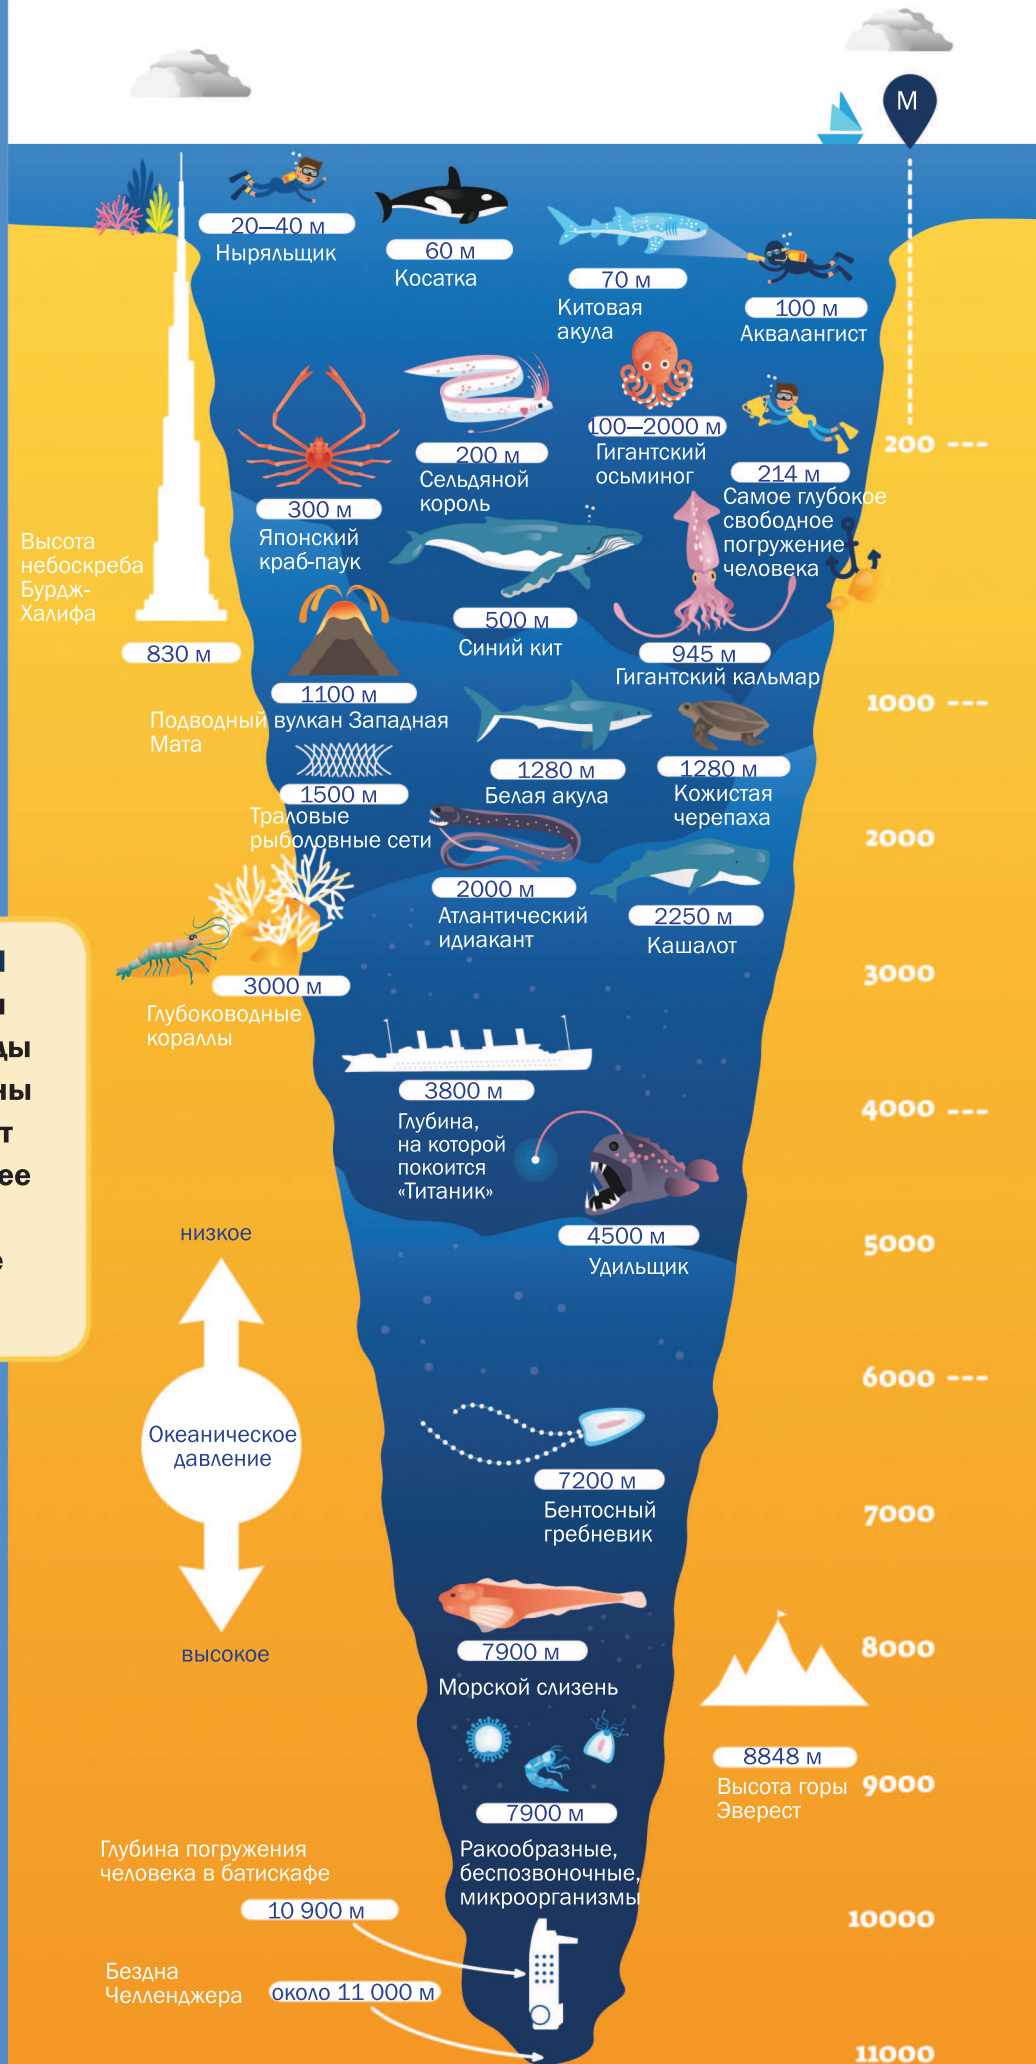 М
20—40 м
Ныряльщик
60 м
Косатка
70 м
Китовая
акула
100 м
Аквалангист
200 м
Сельдяной
король
100—2000 м
Гигантский
осьминог
214 м
Самое глубокое
свободное
погружение
человека
200 ---
300 м
Японский
краб-паук
Высота
небоскреба
Бурдж-
Халифа
830 м
500 м
Синий кит
945 м
Гигантский кальмар
1100 м
Подводный вулкан Западная
Мата
1000 ---
1280 м
Белая акула
1280 м
Кожистая
черепаха
1500 м
Траловые
рыболовные сети
2000
2000 м
Атлантический
идиакант
2250 м
Кашалот
3000 м
Глубоководные
кораллы
3000
ды
ны
т
ее
е
3800 м
Глубина,
на которой
покоится
«Титаник»
4000 ---
4500 м
Удильщик
5000
низкое
Океаническое
давление
высокое
6000 ---
7200 м
Бентосный
гребневик
7000
7900 м
Морской слизень
8000
8848 м
Высота горы
Эверест
9000
7900 м
Ракообразные,
беспозвоночные,
микроорганизмы
Глубина погружения
человека в батискафе
10 900 м
10000
Бездна
Челленджера
около 11 000 м
11000